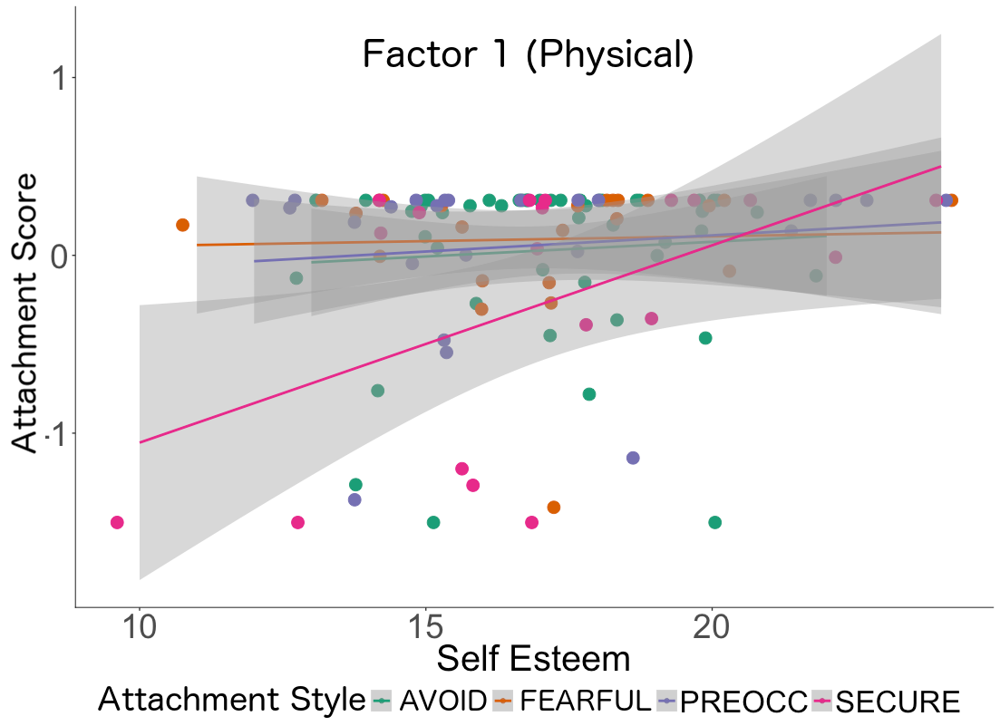 Factor 1 (Physical)
Attachment Score
1
0
-1
10 15 20
Self Esteem
Attachment Style AVOID FEARFUL PREOCC SECURE